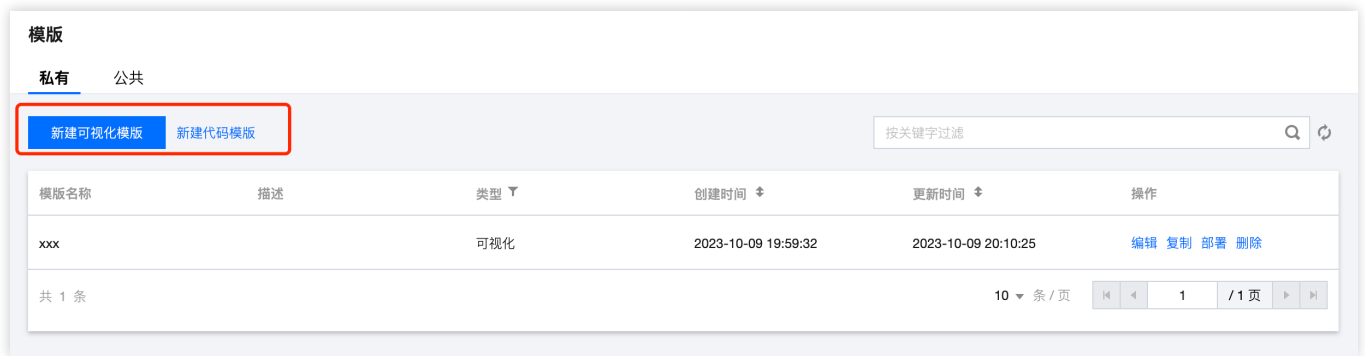 模版
私有 公共
新建可视化模版 新建代码模版 按关键字过滤
模版名称 描述 类型 创建时间 更新时间 操作
xxx 可视化 2023-10-09 19:59:32 2023-10-09 20:10:25 编辑 复制 部署 删除
共 1 条 10 条 / 页 1 / 1 页